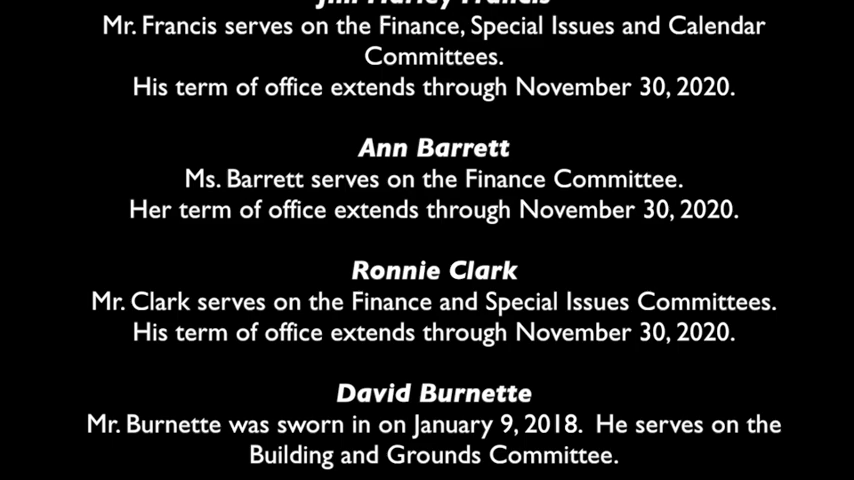 Mr. Francis serves on the Finance, Special Issues and Calendar
Committees.
His term of office extends through November 30, 2020.
Ann Barrett
Ms. Barrett serves on the Finance Committee.
Her term of office extends through November 30, 2020.
Ronnie Clark
Mr. Clark serves on the Finance and Special Issues Committees.
His term of office extends through November 30, 2020.
David Burnette
Mr. Burnette was sworn in on January 9, 2018.  He serves on the
Building and Grounds Committee.